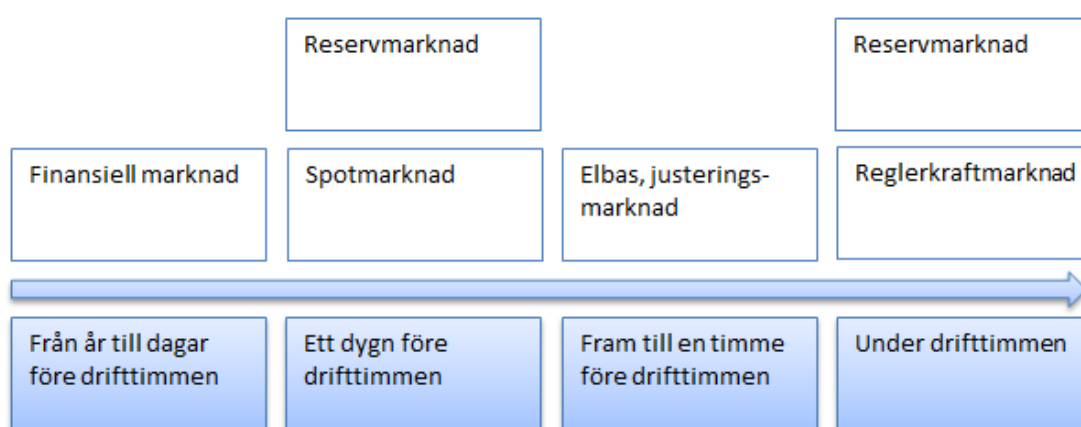 Reservmarknad
Reservmarknad
Finansiell marknad
Spotmarknad
Elbas, justerings-
marknad
Reglerkraftmarknad
Från år till dagar
före drifttimmen
Ett dygn före
drifttimmen
Fram till en timme
före drifttimmen
Under drifttimmen